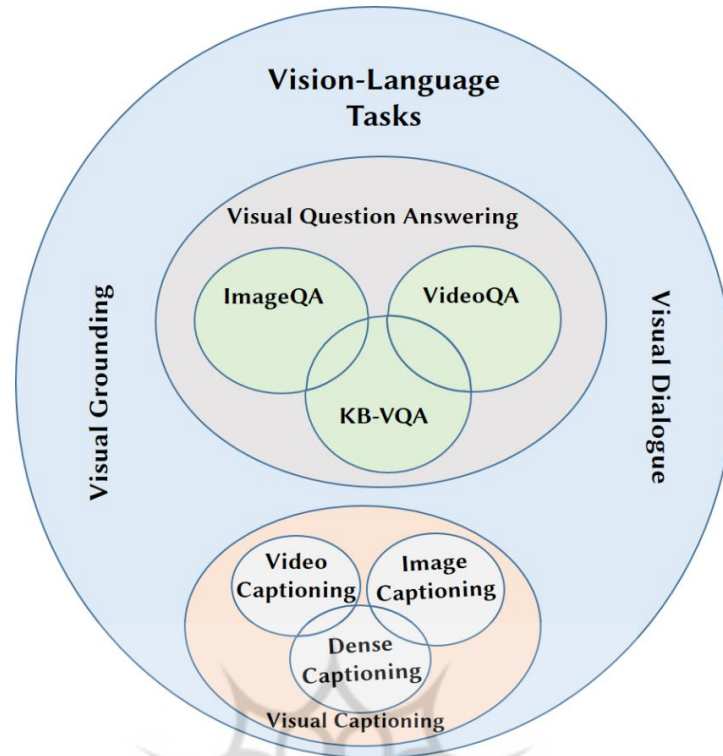 Vision-Language
Tasks
Visual Question Answering
ImageQA
VideoQA
KB-VQA
Visual Grounding
Visual Dialogue
Video
Captioning
Image
Captioning
Dense
Captioning
Visual Captioning